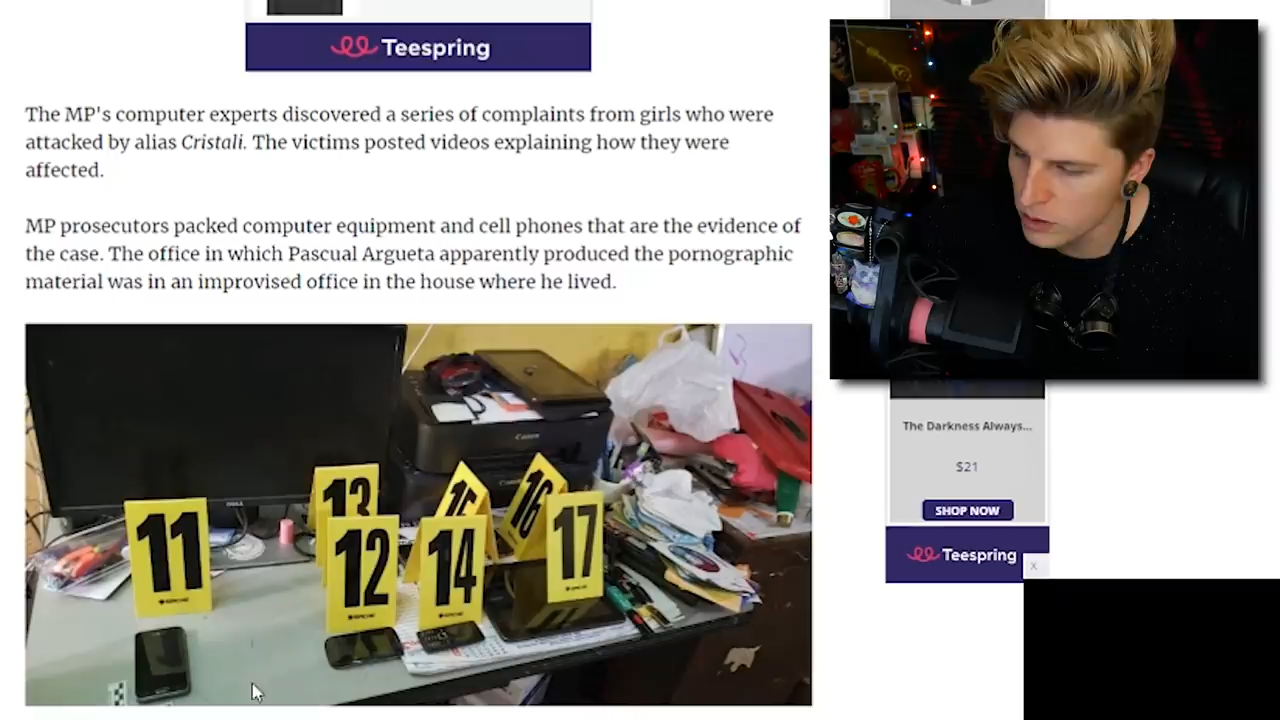 Teespring
The MP's computer experts discovered a series of complaints from girls who were
attacked by alias Cristali. The victims posted videos explaining how they were
affected.
MP prosecutors packed computer equipment and cell phones that are the evidence of
the case. The office in which Pascual Argueta apparently produced the pornographic
material was in an improvised office in the house where he lived.
Canon
DELL
11
13
12
15
14
16
17
The Darkness Always...
$21
SHOP NOW
Teespring
X